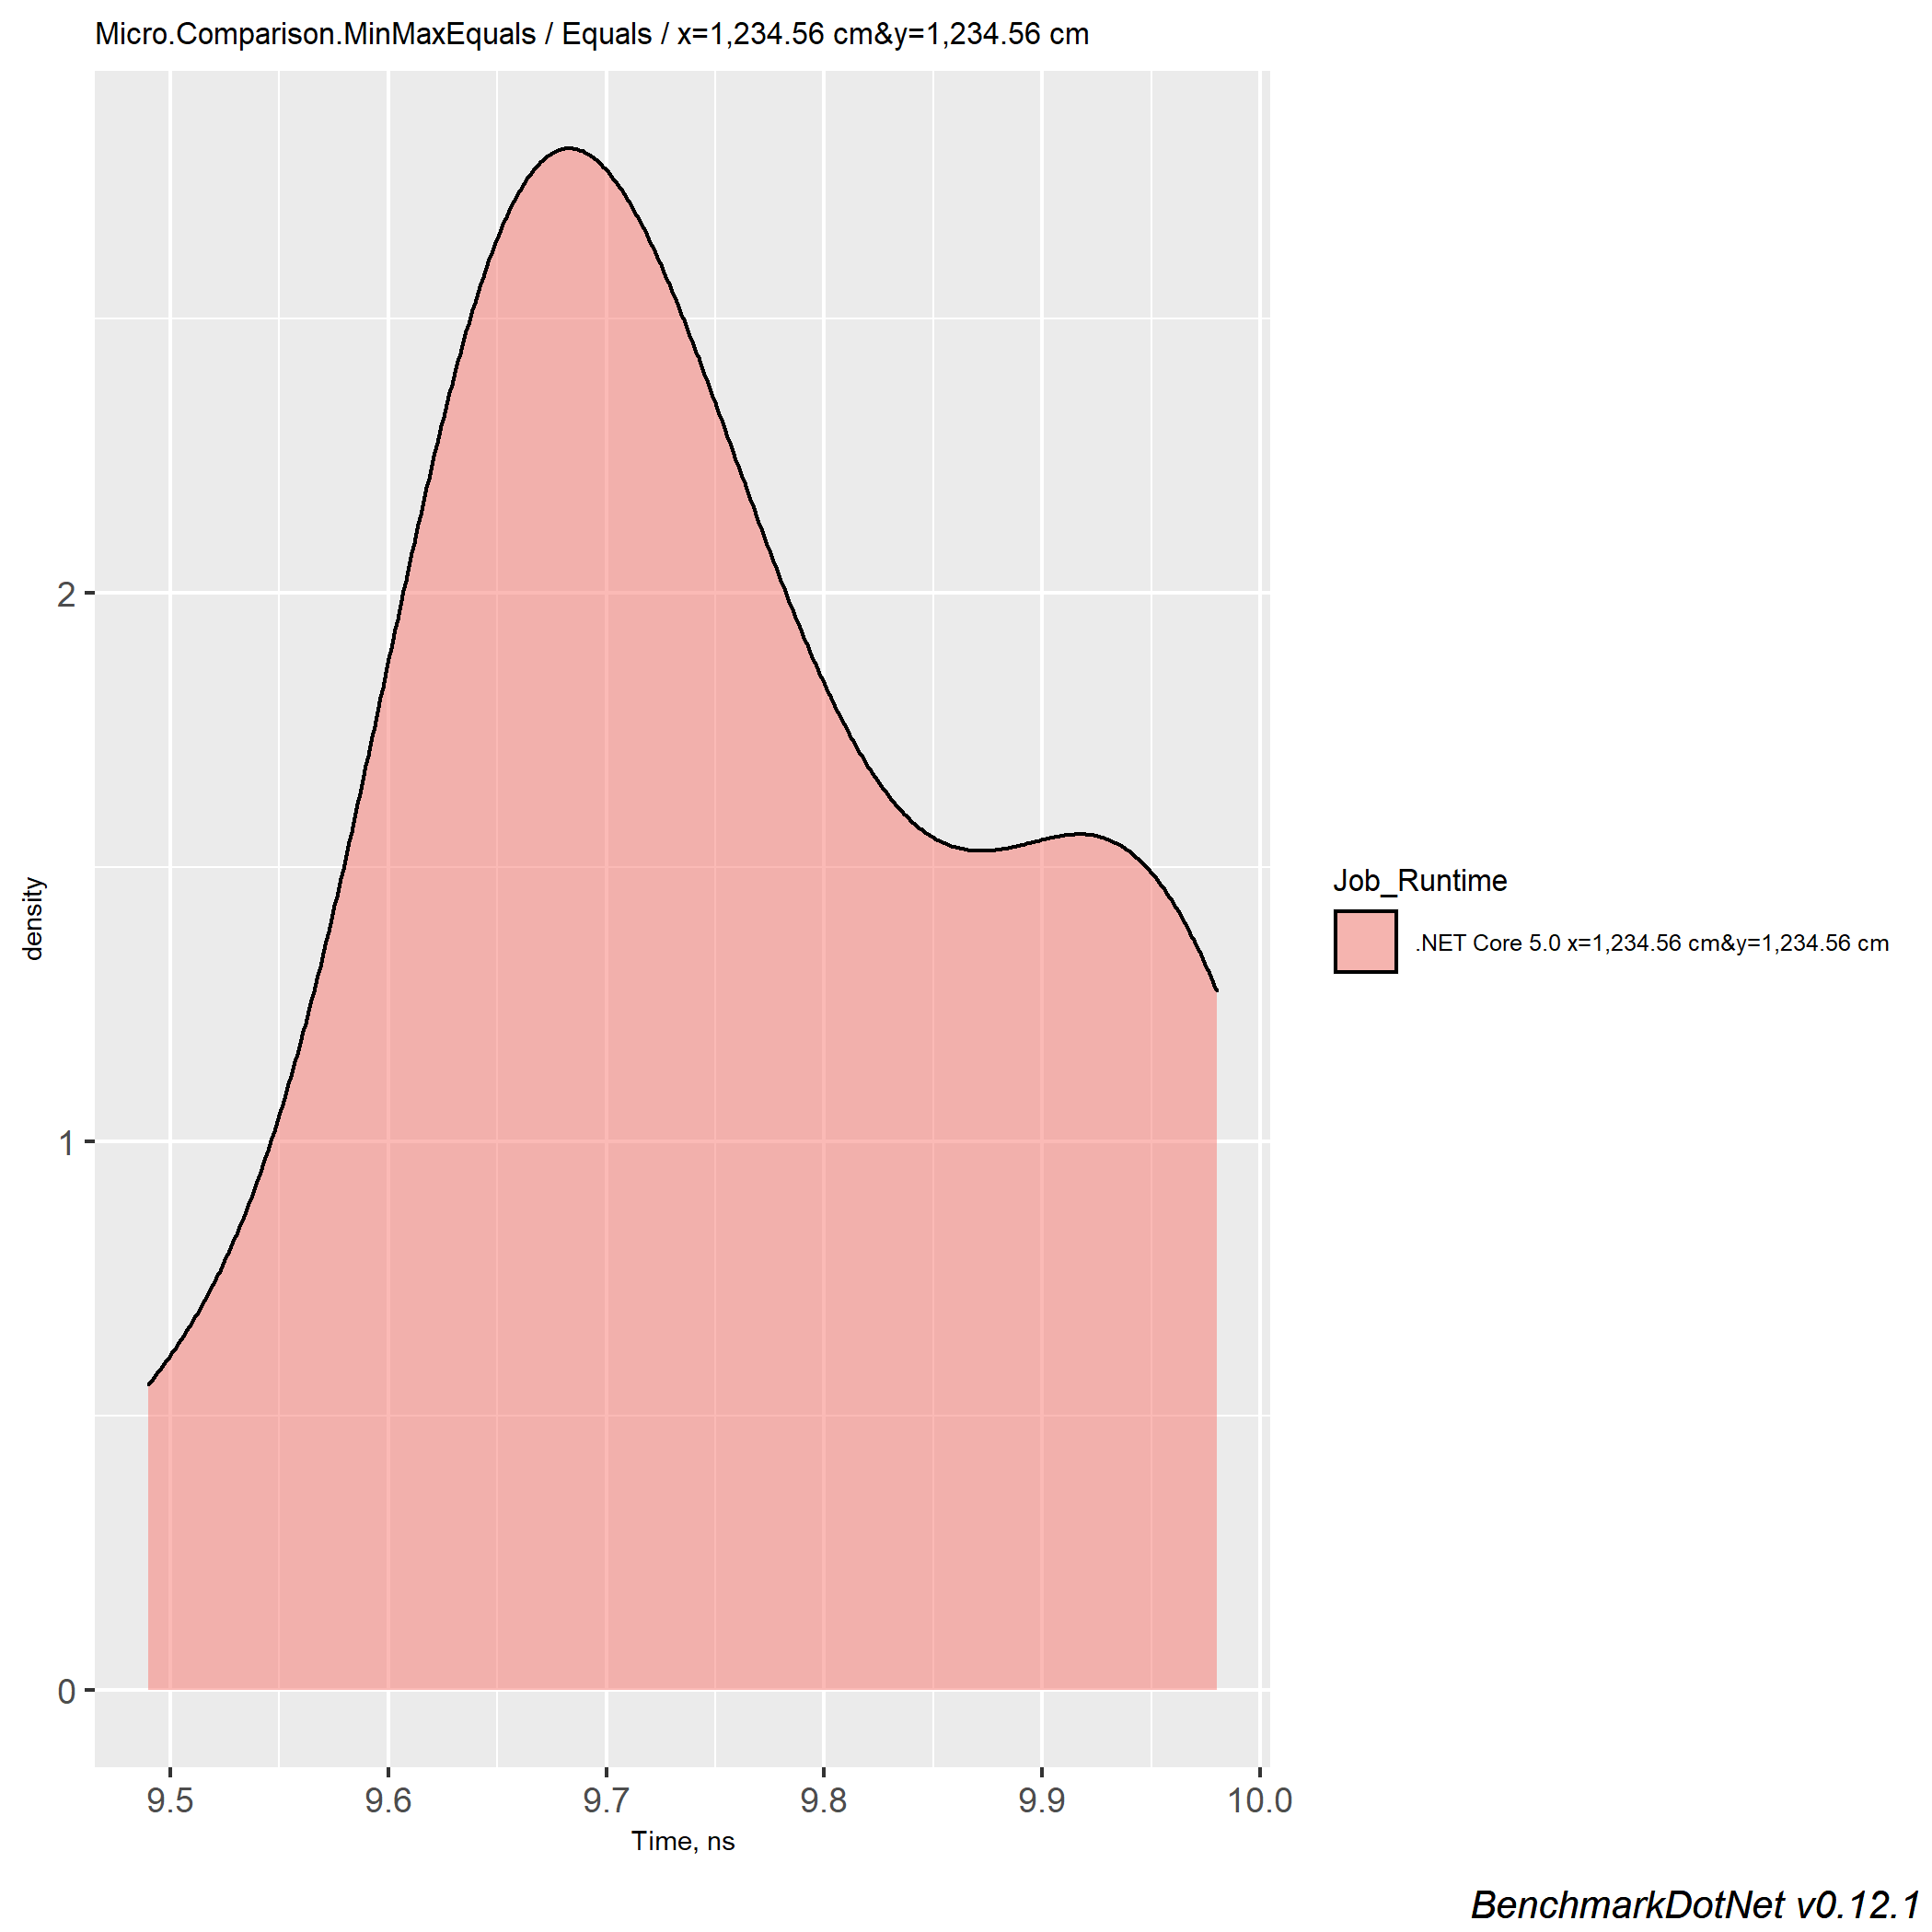 Micro.Comparison.MinMaxEquals / Equals / x=1,234.56 cm&y=1,234.56 cm
density
2
1
0
9.5 9.6 9.7 9.8 9.9 10.0
Time, ns
Job_Runtime
.NET Core 5.0 x=1,234.56 cm&y=1,234.56 cm
BenchmarkDotNet v0.12.1